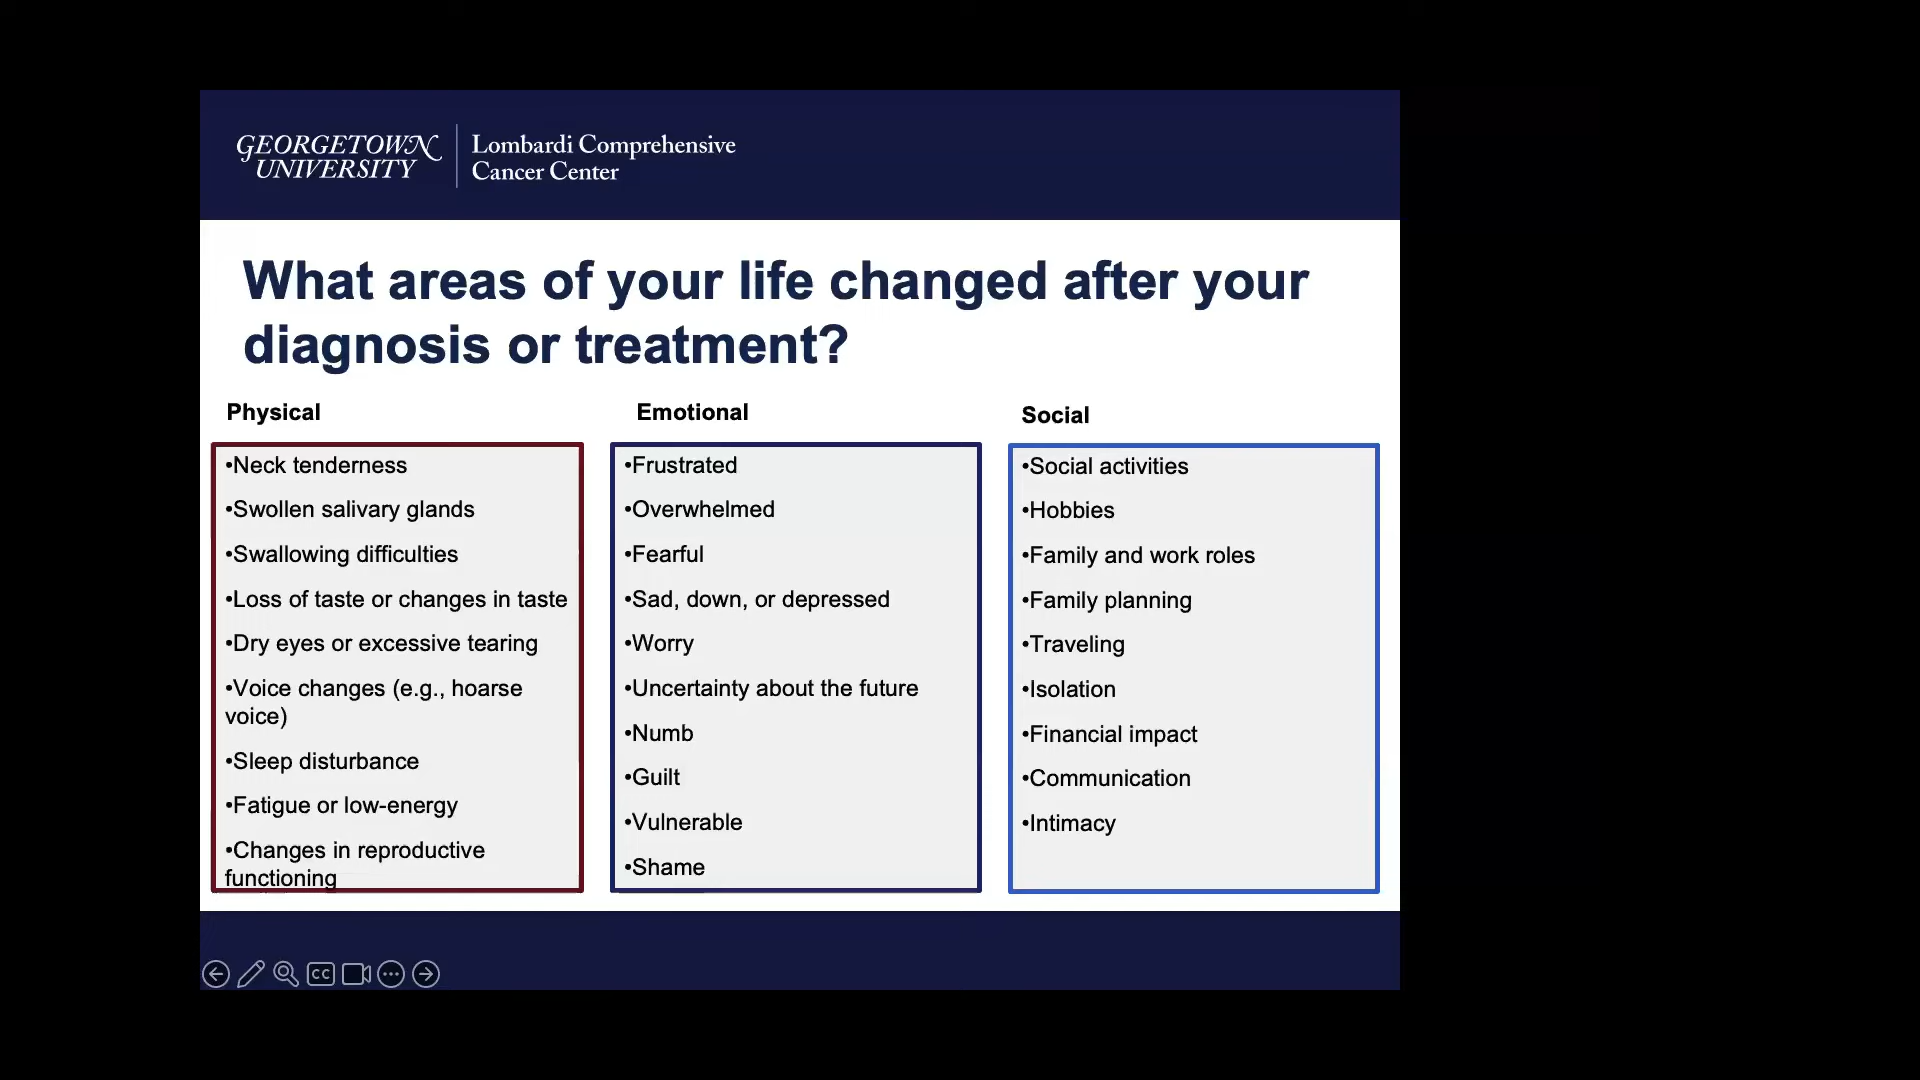 GEORGETOWN
UNIVERSITY
Lombardi Comprehensive
Cancer Center
What areas of your life changed after your
diagnosis or treatment?
Physical
•Neck tenderness
•Swollen salivary glands
•Swallowing difficulties
•Loss of taste or changes in taste
•Dry eyes or excessive tearing
•Voice changes (e.g., hoarse
voice)
•Sleep disturbance
•Fatigue or low-energy
•Changes in reproductive
functioning
Emotional
•Frustrated
•Overwhelmed
•Fearful
•Sad, down, or depressed
•Worry
•Uncertainty about the future
•Numb
•Guilt
•Vulnerable
•Shame
Social
•Social activities
•Hobbies
•Family and work roles
•Family planning
•Traveling
•Isolation
•Financial impact
•Communication
•Intimacy
CC